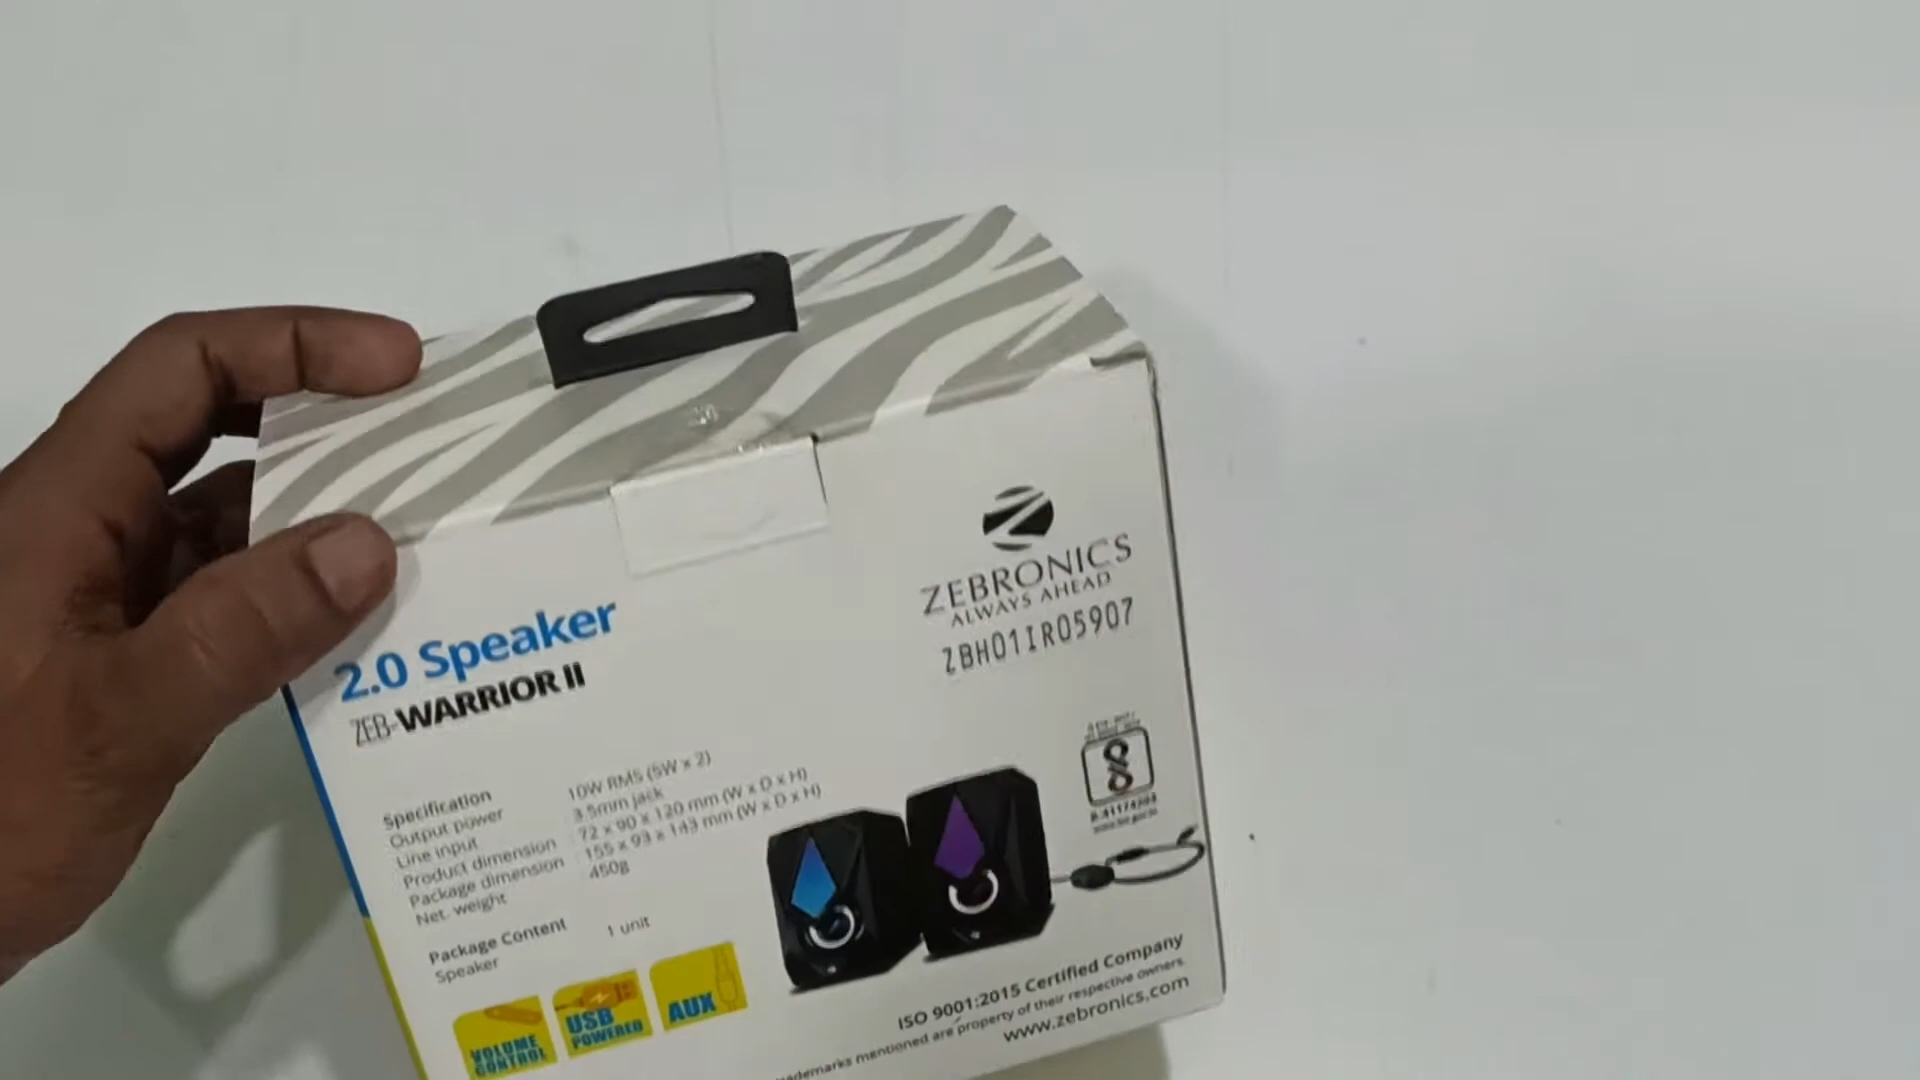 ZEBRONICS
ALWAYS AHEAD
ZBH01IR05907
2.0 Speaker
ZEB-WARRIOR II
Specification
Output power 10W RMS (5W x 2)
Line input 3.5mm jack
Product dimension 72 x 90 x 120 mm (W x D x H)
Package dimension 155 x 93 x 143 mm (W x D x H)
Net. weight 450g
Package Content
Speaker 1 unit
VOLUME CONTROL
USB POWERED
AUX
ISO 9001:2015 Certified Company
mentioned are property of their respective owners.
www.zebronics.com